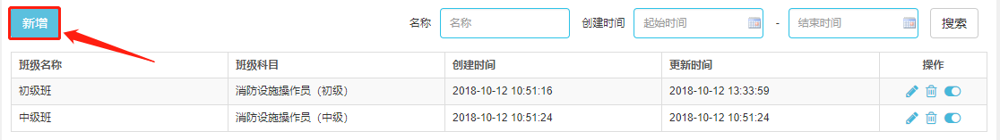 新增 名称 名称 创建时间 起始时间 - 结束时间 搜索
班级名称 班级科目 创建时间 更新时间 操作
初级班 消防设施操作员（初级） 2018-10-12 10:51:16 2018-10-12 13:33:59
中级班 消防设施操作员（中级） 2018-10-12 10:51:24 2018-10-12 10:51:24